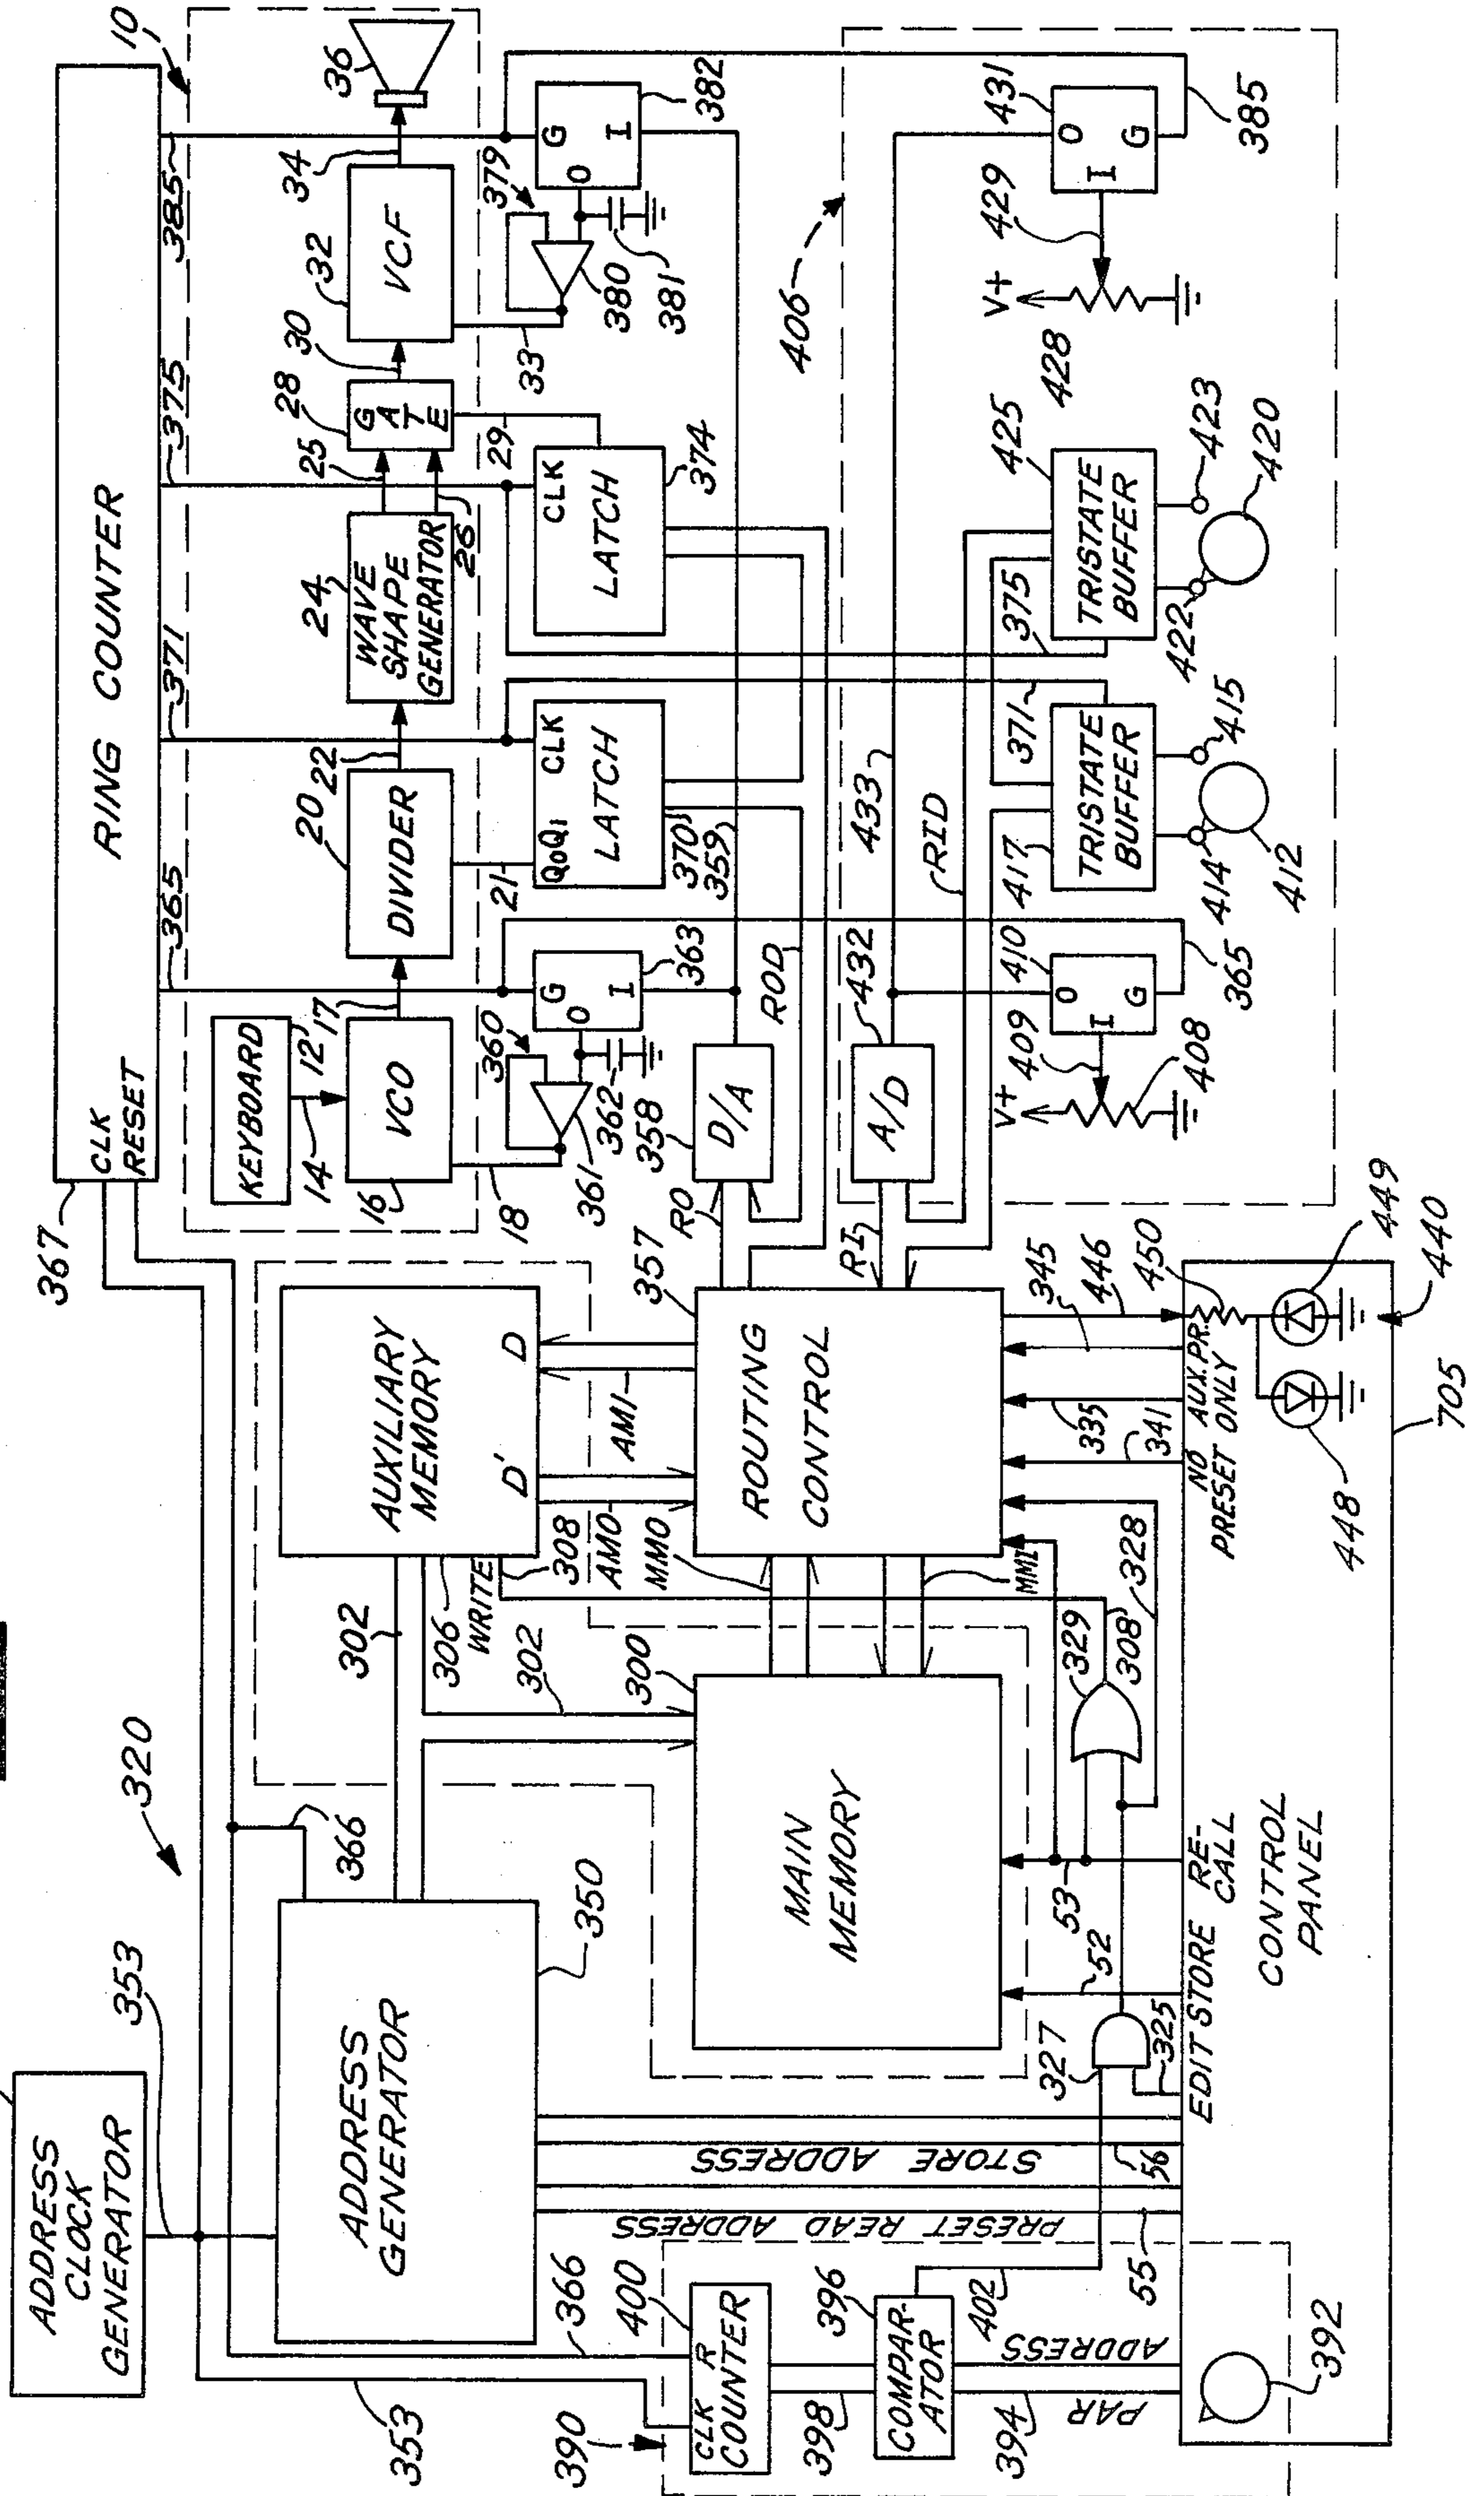 RING COUNTER
CLK
RESET
367
10
365
371
375
385
KEYBOARD
12
14
VCO
16
17
18
DIVIDER
20
21
22
WAVE
SHAPE
GENERATOR
24
25
26
GATE
28
29
30
VCF
32
33
34
36
360
361
362
G
O
I
363
Q0Q1
CLK
LATCH
370
359
CLK
LATCH
374
379
380
381
G
O
I
382
358
D/A
RO
ROD
A/D
432
RI
433
RID
406
V+
408
409
410
O
I
G
365
417
TRISTATE
BUFFER
371
412
414
415
375
TRISTATE
BUFFER
425
420
422
423
V+
428
429
O
I
G
431
385
320
ADDRESS
CLOCK
GENERATOR
353
366
ADDRESS
GENERATOR
350
302
AUXILIARY
MEMORY
D'
D
306
WRITE
308
302
AMO
AMI
357
ROUTING
CONTROL
MMO
MMI
300
MAIN
MEMORY
353
366
390
400
CLK
R
COUNTER
398
396
COMPAR-
ATOR
402
394
PAR
ADDRESS
392
PRESET READ ADDRESS
55
STORE ADDRESS
56
327
325
52
53
329
308
328
341
335
345
446
450
EDIT
STORE
RE-
CALL
NO AUX.PR.
PRESET ONLY
CONTROL
PANEL
448
449
440
705